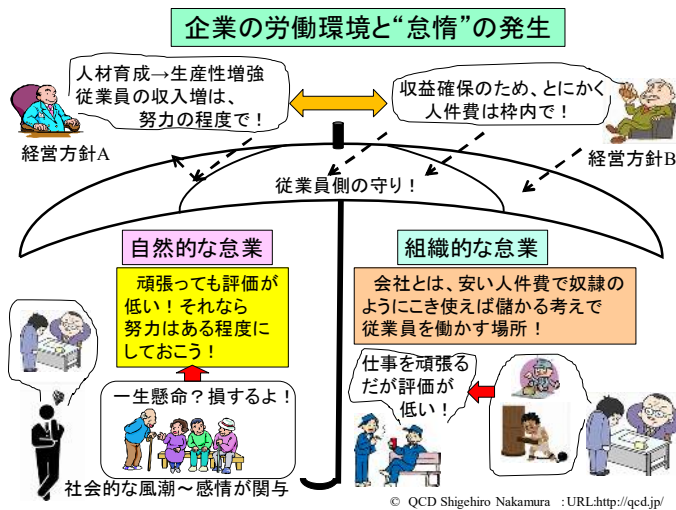 企業の労働環境と“怠惰”の発生
人材育成→生産性増強
従業員の収入増は、
努力の程度で!
収益確保のため、とにかく
人件費は枠内で!
経営方針A
経営方針B
従業員側の守り!
自然的な怠業
組織的な怠業
頑張っても評価が
低い!それなら
努力はある程度に
しておこう!
会社とは、安い人件費で奴隷の
ようにこき使えば儲かる考えで
従業員を働かす場所!
一生懸命?損するよ!
仕事を頑張る
だが評価が
低い!
社会的な風潮~感情が関与
© QCD Shigehiro Nakamura :URL:http://qcd.jp/